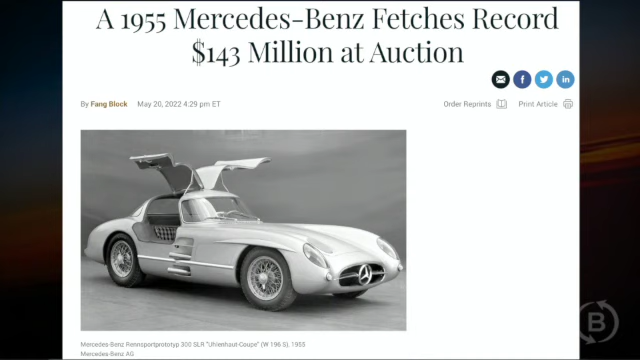 A 1955 Mercedes-Benz Fetches Record
$143 Million at Auction
By Fang Block May 20, 2022 4:29 pm ET
Order Reprints
Print Article
Mercedes-Benz Rennsportprototyp 300 SLR "Uhlenhaut-Coupe" (W 196 S), 1955
Mercedes-Benz AG
B